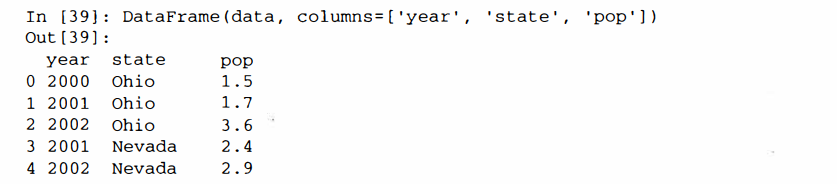 In [39]: DataFrame(data, columns=['year', 'state', 'pop'])
Out[39]:
year state pop
0 2000 Ohio 1.5
1 2001 Ohio 1.7
2 2002 Ohio 3.6
3 2001 Nevada 2.4
4 2002 Nevada 2.9